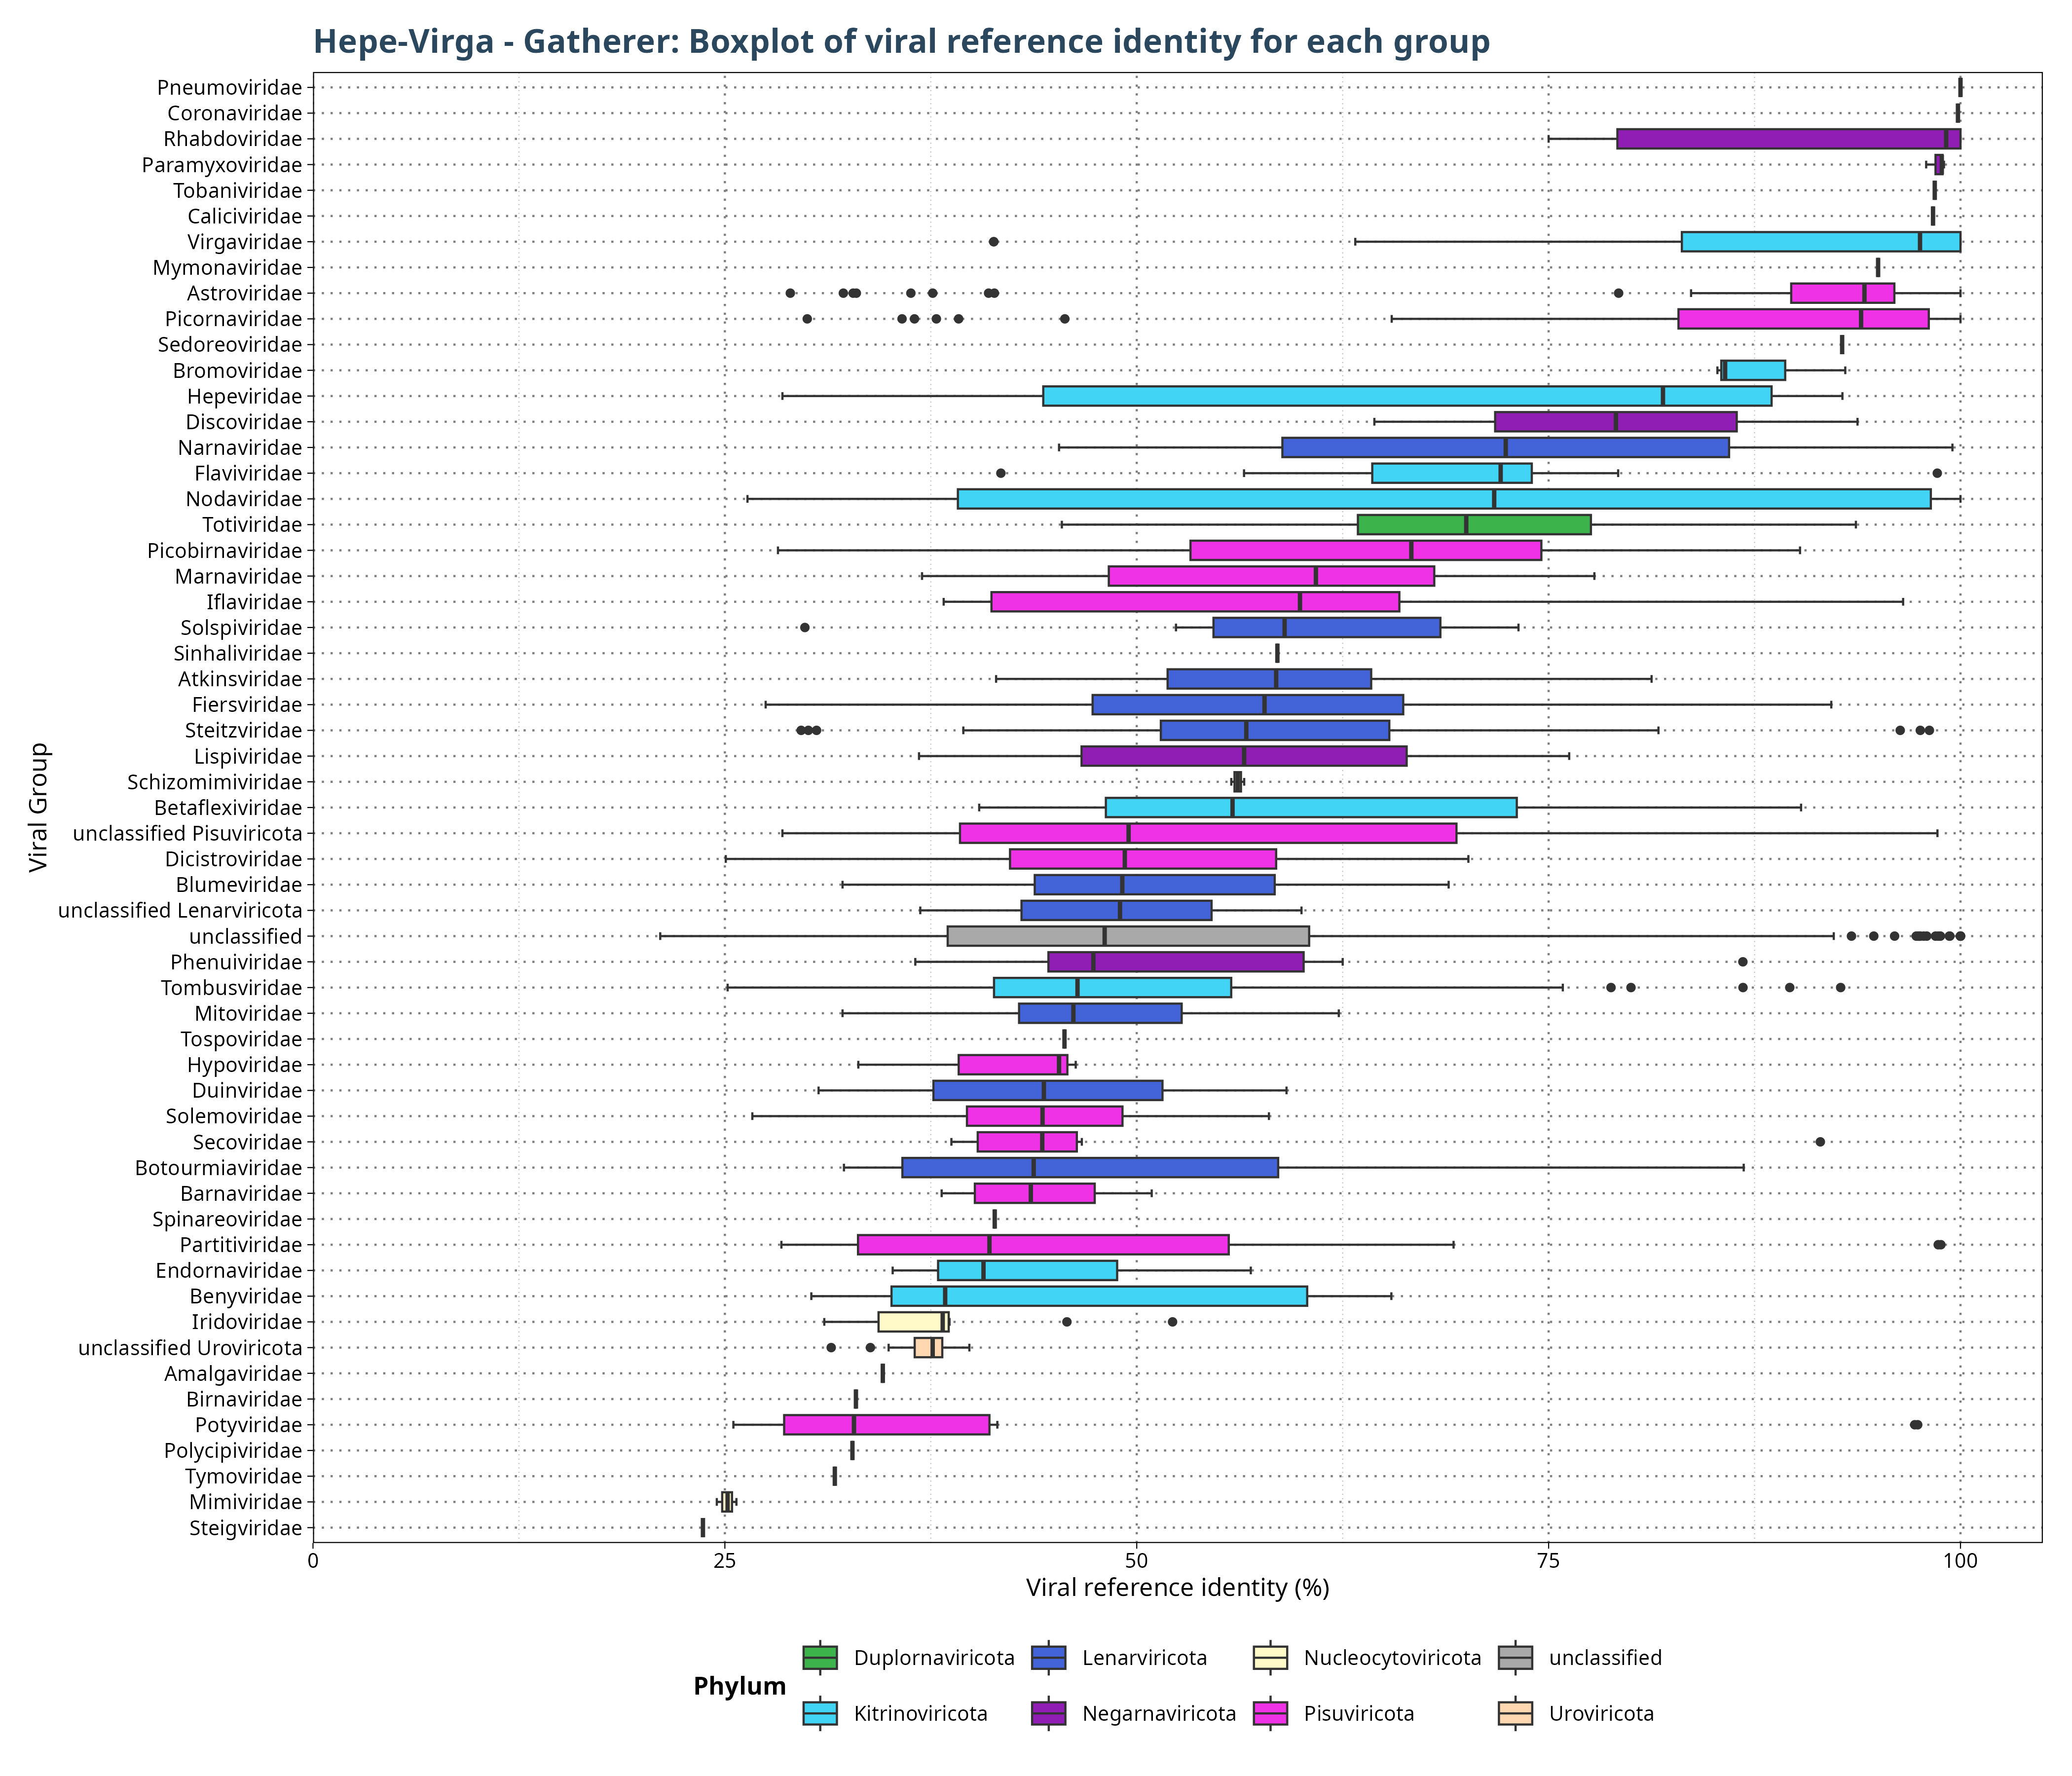 Hepe-Virga - Gatherer: Boxplot of viral reference identity for each group
Viral Group
Pneumoviridae
Coronaviridae
Rhabdoviridae
Paramyxoviridae
Tobaniviridae
Caliciviridae
Virgaviridae
Mymonaviridae
Astroviridae
Picornaviridae
Sedoreoviridae
Bromoviridae
Hepeviridae
Discoviridae
Narnaviridae
Flaviviridae
Nodaviridae
Totiviridae
Picobirnaviridae
Marnaviridae
Iflaviridae
Solspiviridae
Sinhaliviridae
Atkinsviridae
Fiersviridae
Steitzviridae
Lispiviridae
Schizomimiviridae
Betaflexiviridae
unclassified Pisuviricota
Dicistroviridae
Blumeviridae
unclassified Lenarviricota
unclassified
Phenuiviridae
Tombusviridae
Mitoviridae
Tospoviridae
Hypoviridae
Duinviridae
Solemoviridae
Secoviridae
Botourmiaviridae
Barnaviridae
Spinareoviridae
Partitiviridae
Endornaviridae
Benyviridae
Iridoviridae
unclassified Uroviricota
Amalgaviridae
Birnaviridae
Potyviridae
Polycipiviridae
Tymoviridae
Mimiviridae
Steigviridae
0 25 50 75 100
Viral reference identity (%)
Phylum
Duplornaviricota Lenarviricota Nucleocytoviricota unclassified
Kitrinoviricota Negarnaviricota Pisuviricota Uroviricota